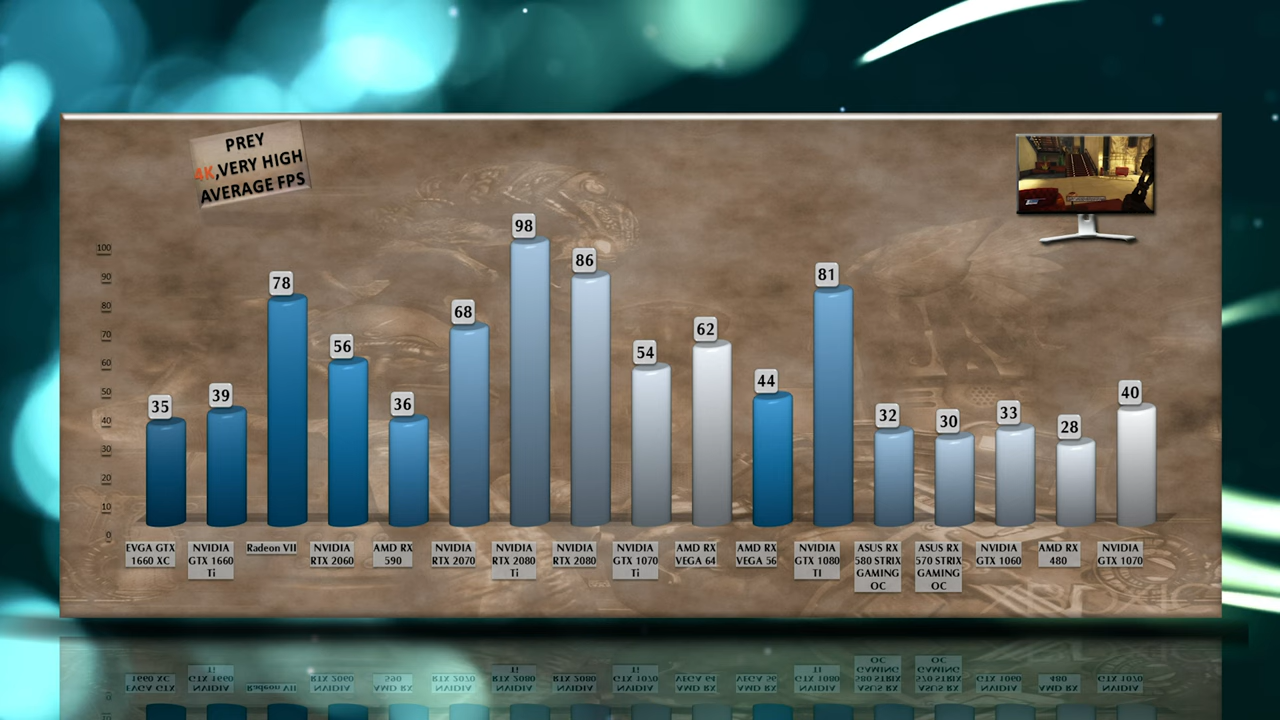 PREY
4K,VERY HIGH
AVERAGE FPS
100
90
80
70
60
50
40
30
20
10
0
35
39
78
56
36
68
98
86
54
62
44
81
32
30
33
28
40
EVGA GTX
1660 XC
NVIDIA
GTX 1660
Ti
Radeon VII
NVIDIA
RTX 2060
AMD RX
590
NVIDIA
RTX 2070
NVIDIA
RTX 2080
Ti
NVIDIA
RTX 2080
NVIDIA
GTX 1070
Ti
AMD RX
VEGA 64
AMD RX
VEGA 56
NVIDIA
GTX 1080
TI
ASUS RX
580 STRIX
GAMING
OC
ASUS RX
570 STRIX
GAMING
OC
NVIDIA
GTX 1060
AMD RX
480
NVIDIA
GTX 1070